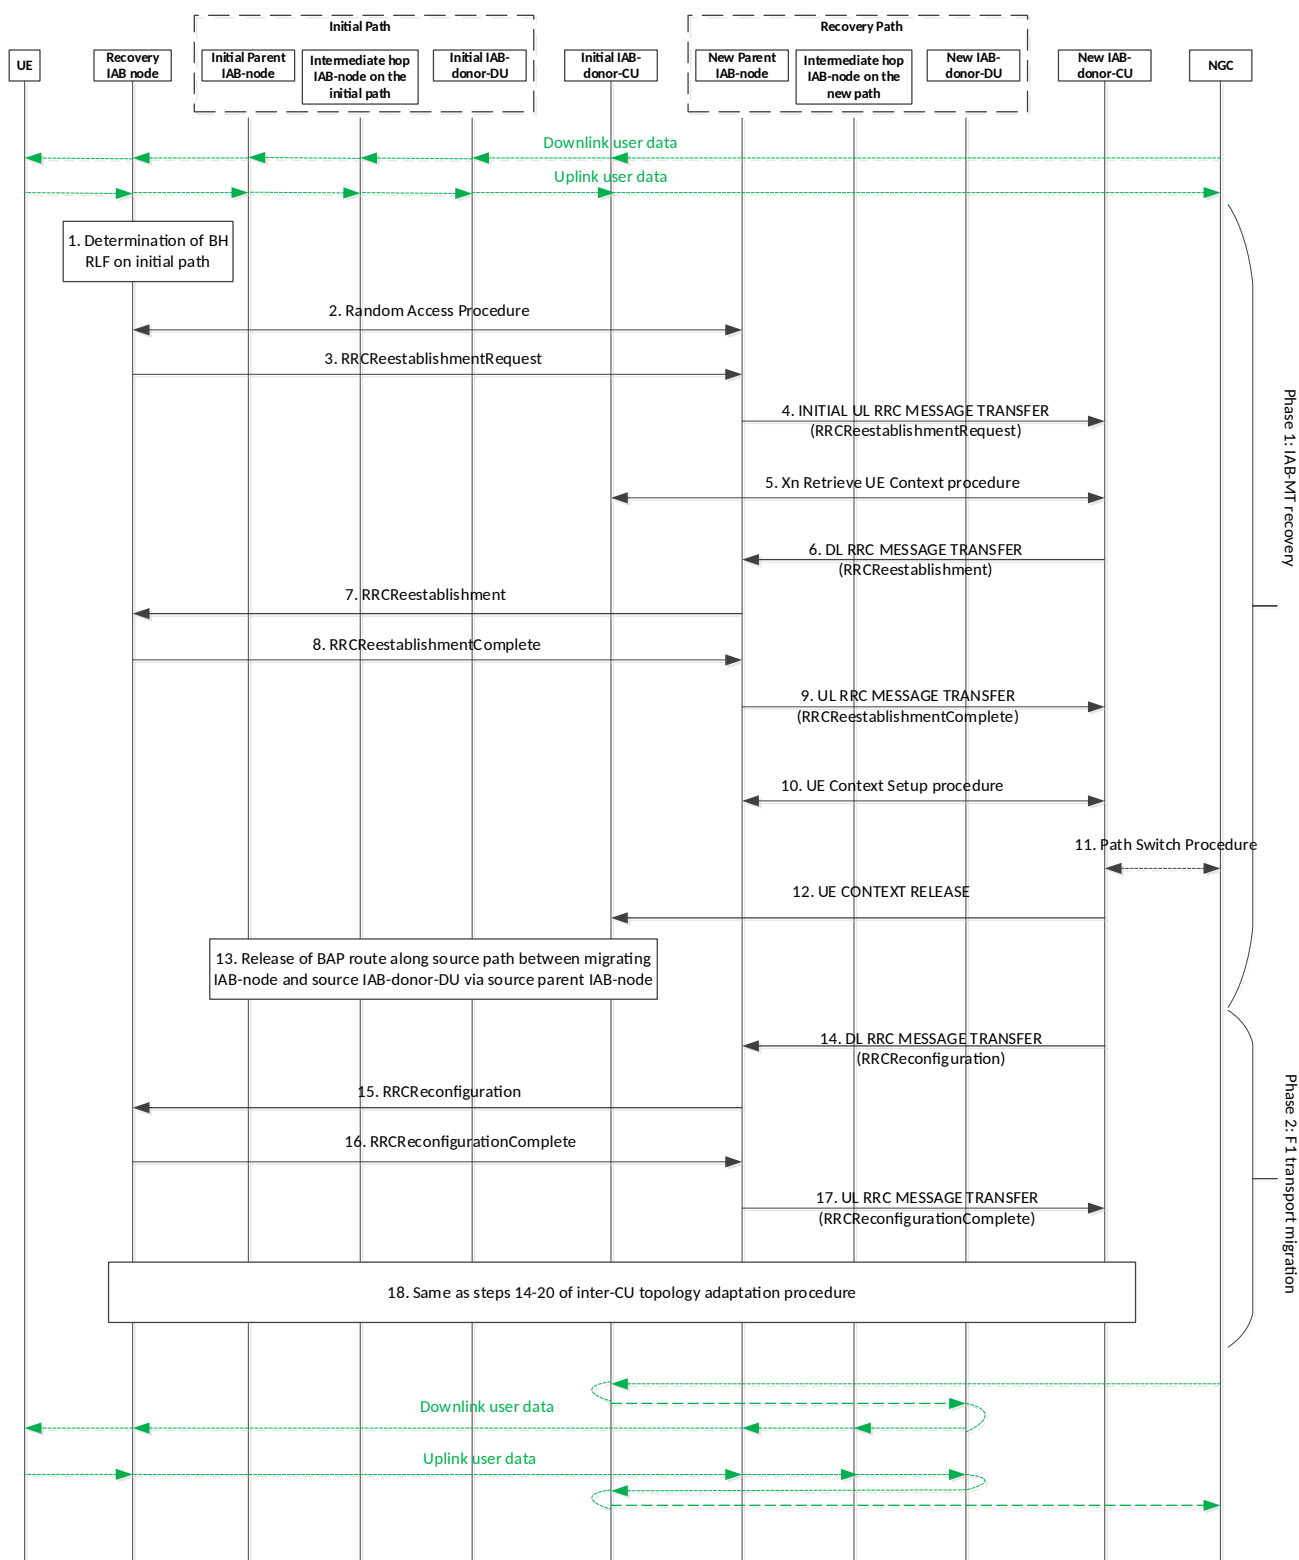 Initial Path
Recovery Path
UE
Recovery
IAB node
Initial Parent
IAB-node
Intermediate hop
IAB-node on the
initial path
Initial IAB-
donor-DU
Initial IAB-
donor-CU
New Parent
IAB-node
Intermediate hop
IAB-node on the
new path
New IAB-
donor-DU
New IAB-
donor-CU
NGC
Downlink user data
Uplink user data
1. Determination of BH
RLF on initial path
2. Random Access Procedure
3. RRCReestablishmentRequest
4. INITIAL UL RRC MESSAGE TRANSFER
(RRCReestablishmentRequest)
5. Xn Retrieve UE Context procedure
6. DL RRC MESSAGE TRANSFER
(RRCReestablishment)
7. RRCReestablishment
8. RRCReestablishmentComplete
9. UL RRC MESSAGE TRANSFER
(RRCReestablishmentComplete)
10. UE Context Setup procedure
11. Path Switch Procedure
12. UE CONTEXT RELEASE
13. Release of BAP route along source path between migrating
IAB-node and source IAB-donor-DU via source parent IAB-node
Phase 1: IAB-MT recovery
14. DL RRC MESSAGE TRANSFER
(RRCReconfiguration)
15. RRCReconfiguration
16. RRCReconfigurationComplete
17. UL RRC MESSAGE TRANSFER
(RRCReconfigurationComplete)
18. Same as steps 14-20 of inter-CU topology adaptation procedure
Phase 2: F1 transport migration
Downlink user data
Uplink user data